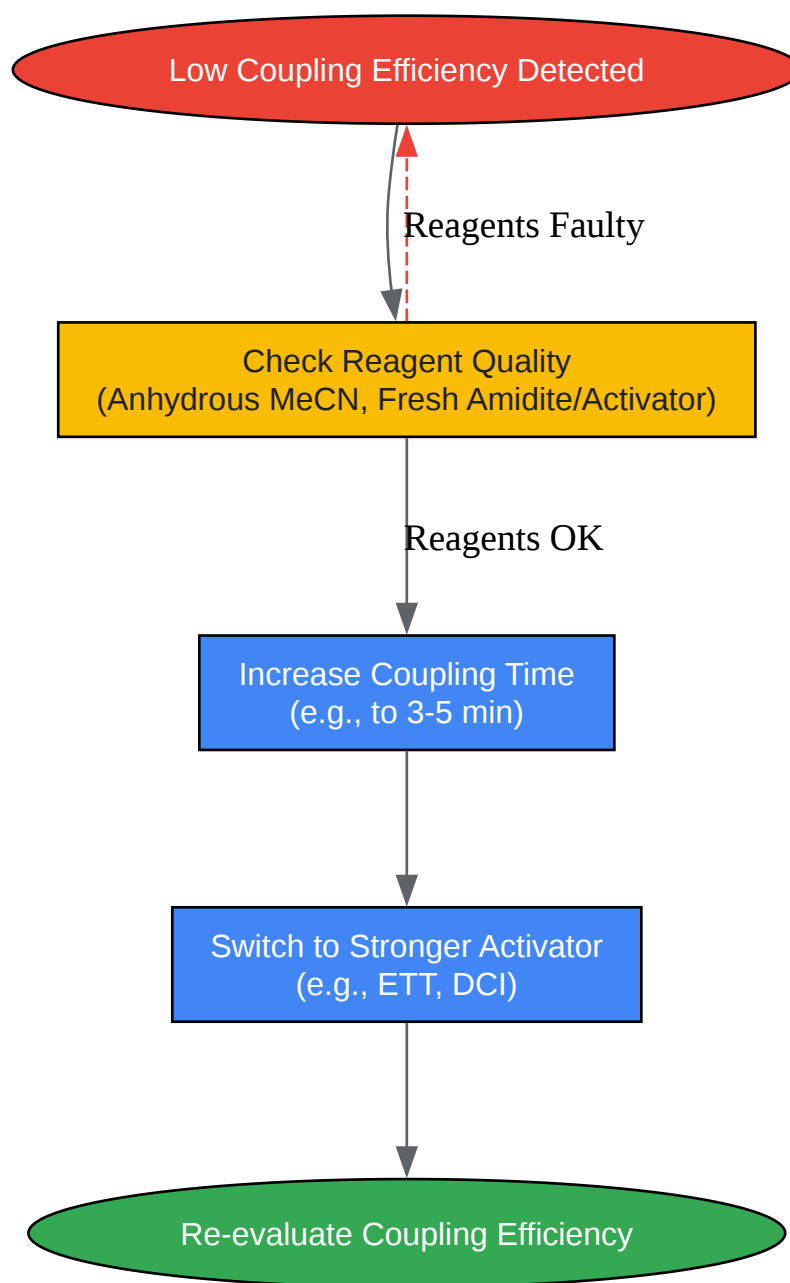 Low Coupling Efficiency Detected
Reagents Faulty
Check Reagent Quality
(Anhydrous MeCN, Fresh Amidite/Activator)
Reagents OK
Increase Coupling Time
(e.g., to 3-5 min)
Switch to Stronger Activator
(e.g., ETT, DCI)
Re-evaluate Coupling Efficiency